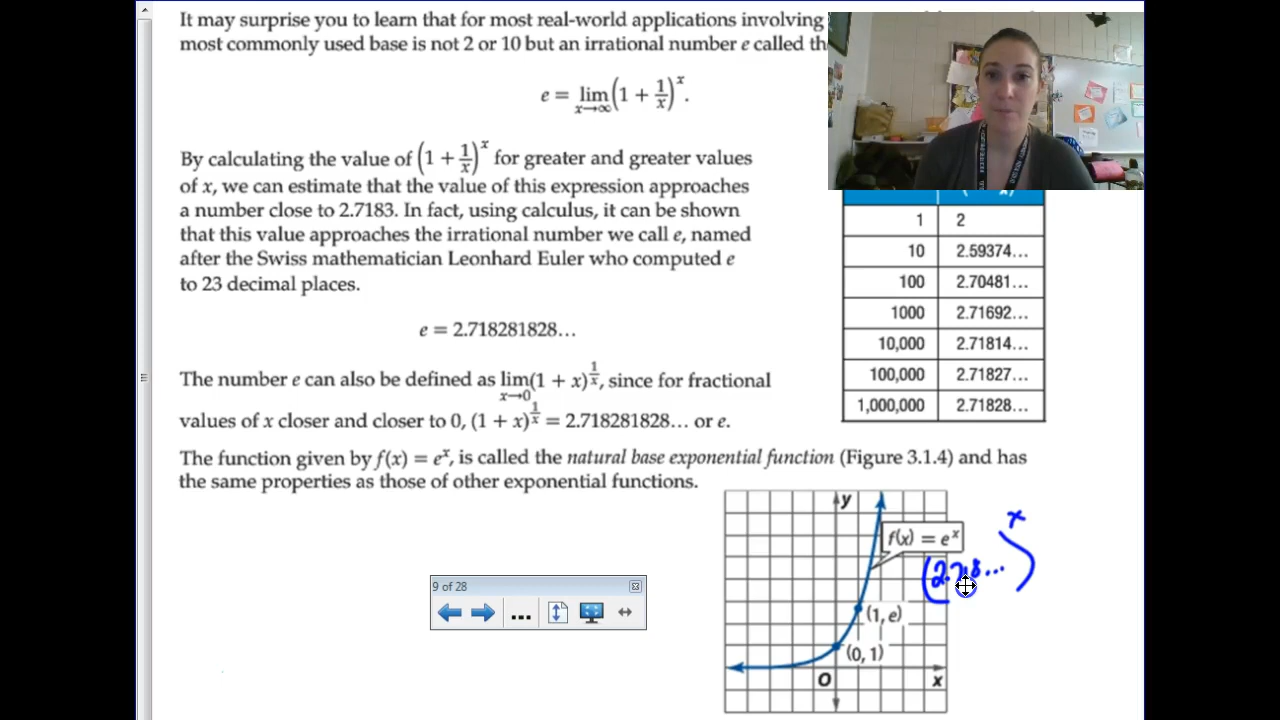 It may surprise you to learn that for most real-world applications involving
most commonly used base is not 2 or 10 but an irrational number e called th
e = lim x→∞ (1 + 1/x)^x.
By calculating the value of (1 + 1/x)^x for greater and greater values
of x, we can estimate that the value of this expression approaches
a number close to 2.7183. In fact, using calculus, it can be shown
that this value approaches the irrational number we call e, named
after the Swiss mathematician Leonhard Euler who computed e
to 23 decimal places.
e = 2.718281828...
The number e can also be defined as lim x→0 (1 + x)^1/x, since for fractional
values of x closer and closer to 0, (1 + x)^1/x = 2.718281828... or e.
The function given by f(x) = e^x, is called the natural base exponential function (Figure 3.1.4) and has
the same properties as those of other exponential functions.
1 2
10 2.59374...
100 2.70481...
1000 2.71692...
10,000 2.71814...
100,000 2.71827...
1,000,000 2.71828...
y
f(x) = e^x
(1, e)
(0, 1)
O
x
x
9 of 28